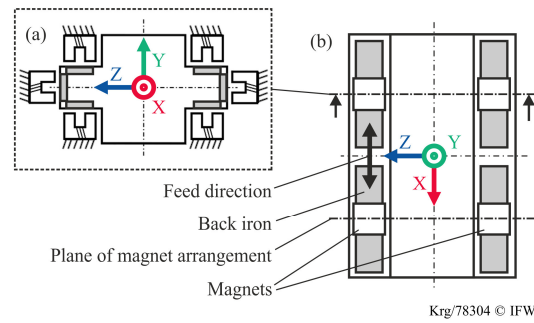 (a)
Y
Z
X
(b)
Z
Y
X
Feed direction
Back iron
Plane of magnet arrangement
Magnets
Krg/78304 © IFW